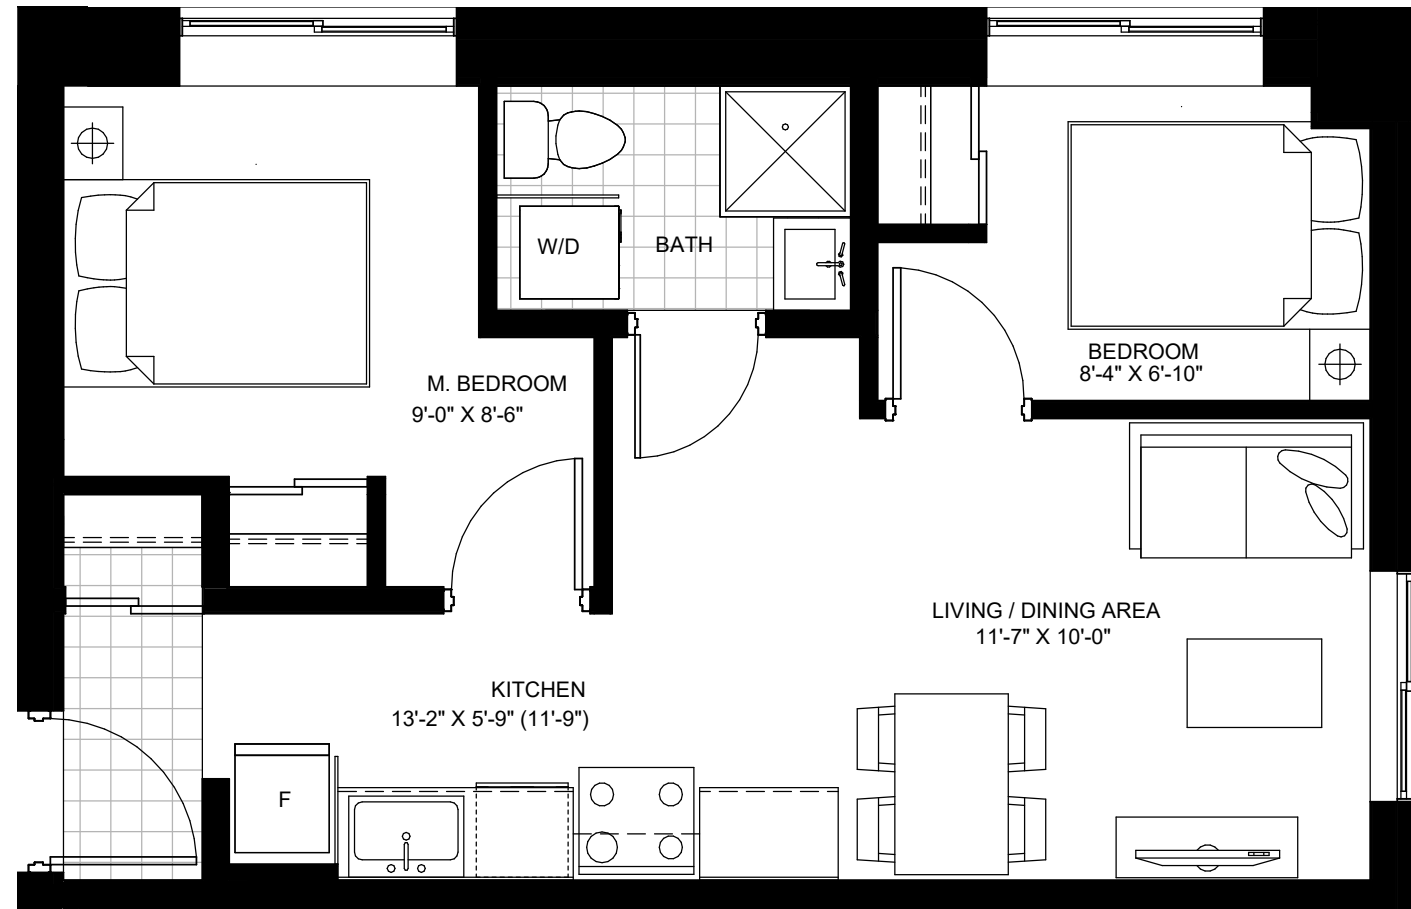 W/D
BATH
BEDROOM
8'-4" X 6'-10"
M. BEDROOM
9'-0" X 8'-6"
LIVING / DINING AREA
11'-7" X 10'-0"
KITCHEN
13'-2" X 5'-9" (11'-9")
F